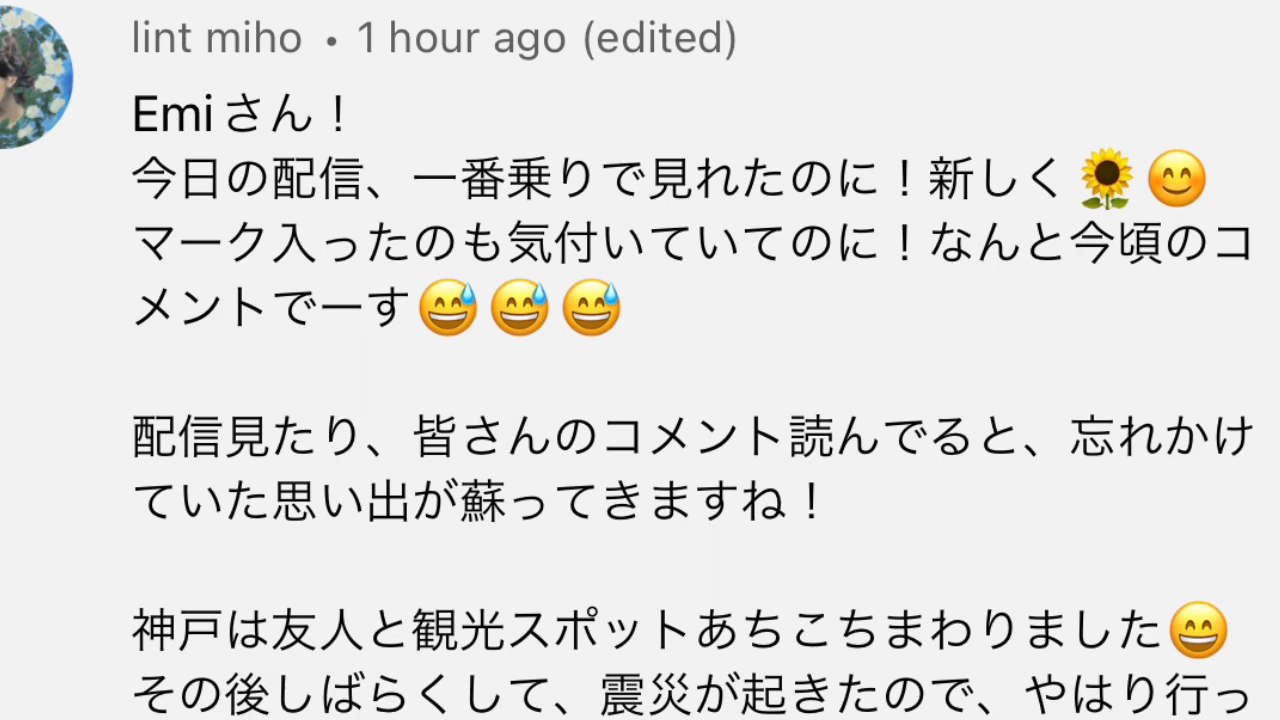 lint miho • 1 hour ago (edited)
Emiさん！
今日の配信、一番乗りで見れたのに！新しく🌻😊
マーク入ったのも気付いていてのに！なんと今頃のコ
メントでーす😅😅😅
配信見たり、皆さんのコメント読んでると、忘れかけ
ていた思い出が蘇ってきますね！
神戸は友人と観光スポットあちこちまわりました😄
その後しばらくして、震災が起きたので、やはり行っ